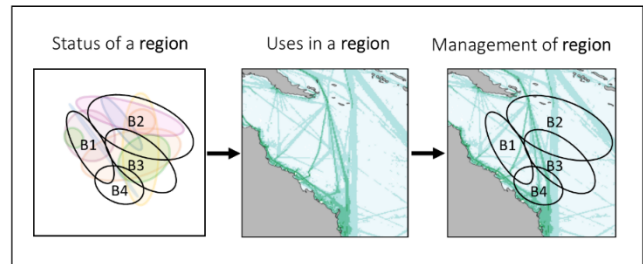 Status of a region
Uses in a region
Management of region
B1
B2
B3
B4
B1
B2
B3
B4